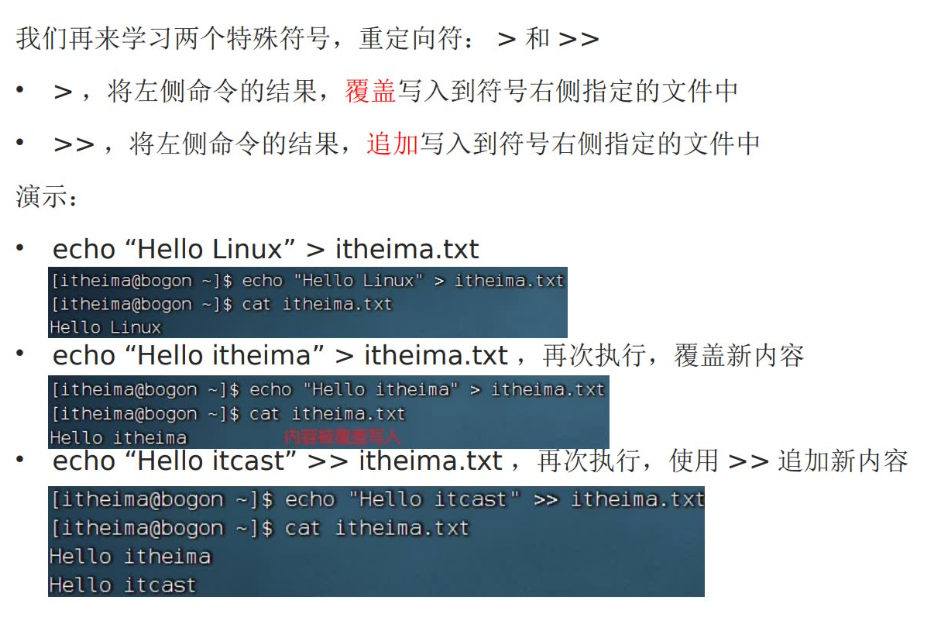 我们再来学习两个特殊符号，重定向符： > 和 >>
• > ，将左侧命令的结果，覆盖写入到符号右侧指定的文件中
• >> ，将左侧命令的结果，追加写入到符号右侧指定的文件中
演示：
• echo “Hello Linux” > itheima.txt
[itheima@bogon ~]$ echo "Hello Linux" > itheima.txt
[itheima@bogon ~]$ cat itheima.txt
Hello Linux
• echo “Hello itheima” > itheima.txt ，再次执行，覆盖新内容
[itheima@bogon ~]$ echo "Hello itheima" > itheima.txt
[itheima@bogon ~]$ cat itheima.txt
Hello itheima 内容被覆盖写入
• echo “Hello itcast” >> itheima.txt ，再次执行，使用 >> 追加新内容
[itheima@bogon ~]$ echo "Hello itcast" >> itheima.txt
[itheima@bogon ~]$ cat itheima.txt
Hello itheima
Hello itcast